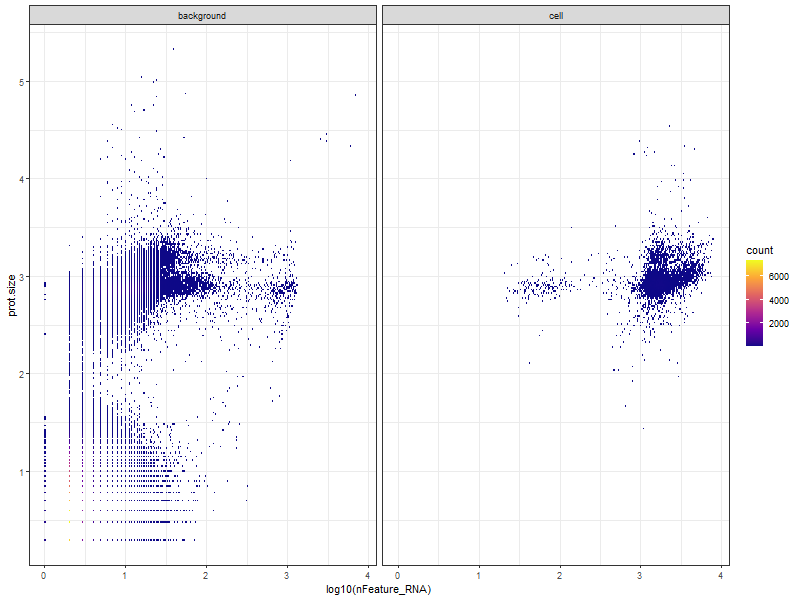 background cell
5
4
3
2
1
prot.size
0 1 2 3 4 0 1 2 3 4
log10(nFeature_RNA)
count
6000
4000
2000